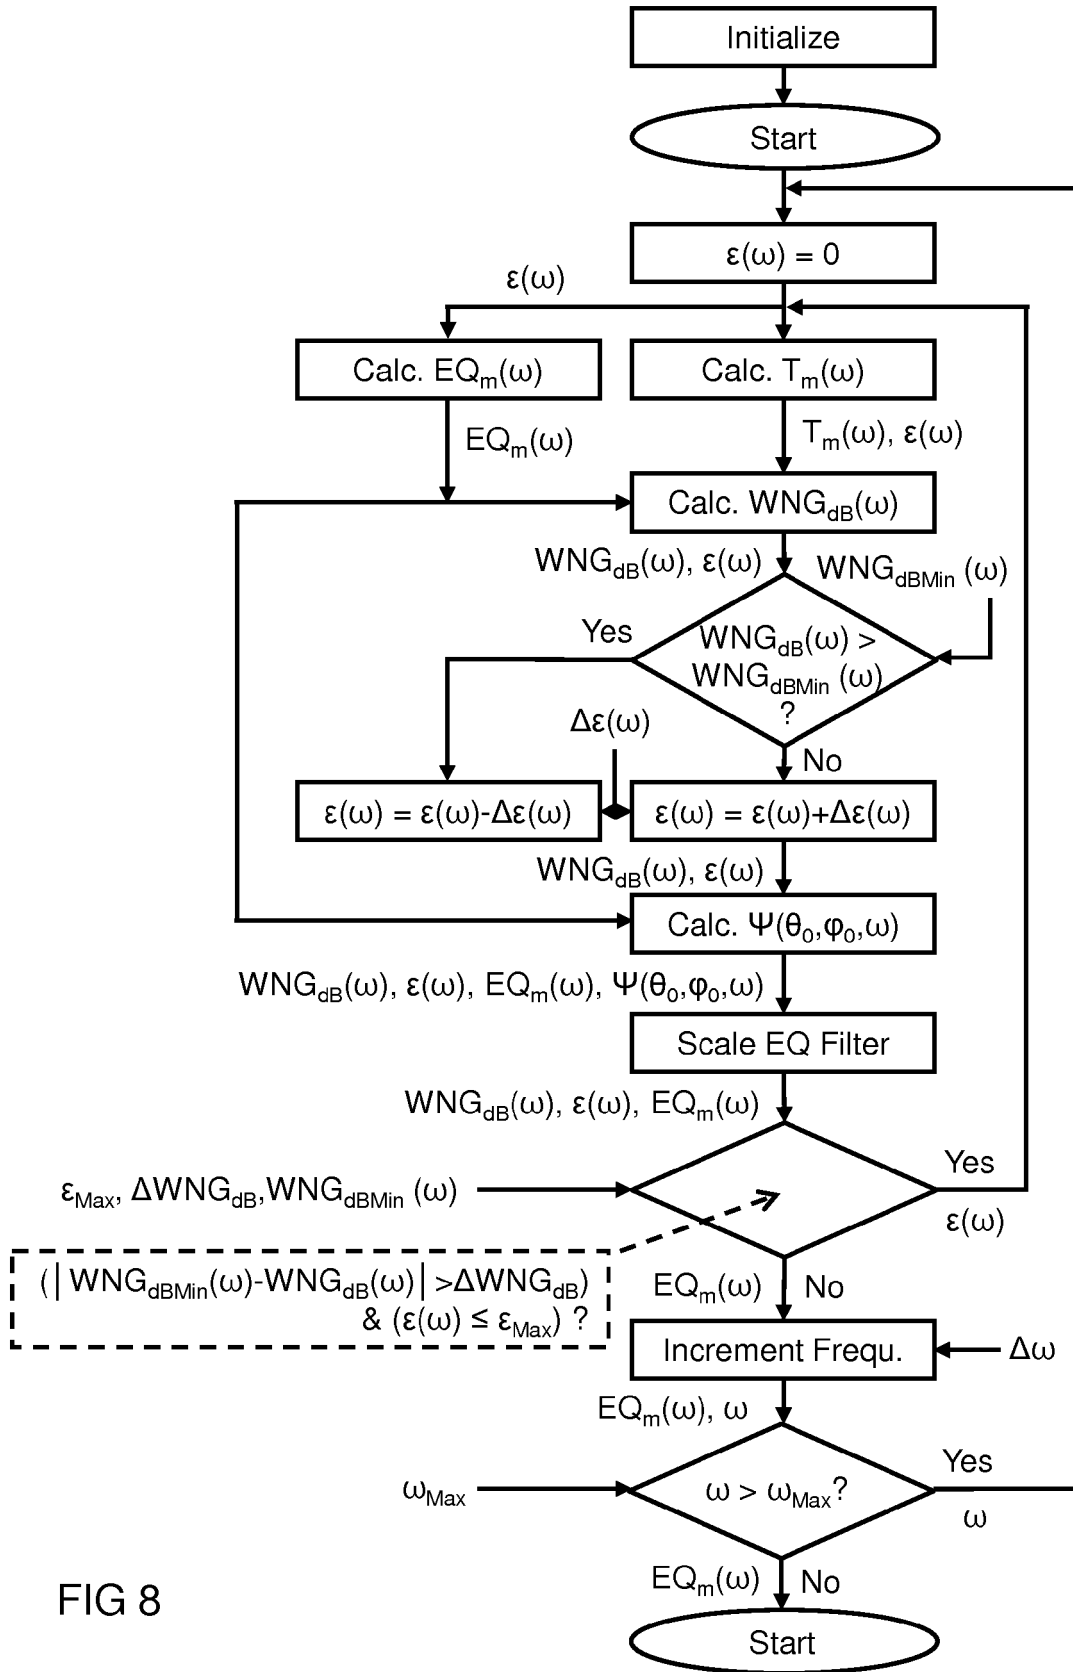 Initialize
Start
ε(ω) = 0
ε(ω)
Calc. EQm(ω)
Calc. Tm(ω)
EQm(ω)
Tm(ω), ε(ω)
Calc. WNGdB(ω)
WNGdB(ω), ε(ω)
WNGdBMin (ω)
Yes
WNGdB(ω) >
WNGdBMin (ω)
?
Δε(ω)
No
ε(ω) = ε(ω)-Δε(ω)
ε(ω) = ε(ω)+Δε(ω)
WNGdB(ω), ε(ω)
Calc. Ψ(θ0,φ0,ω)
WNGdB(ω), ε(ω), EQm(ω), Ψ(θ0,φ0,ω)
Scale EQ Filter
WNGdB(ω), ε(ω), EQm(ω)
Yes
εMax, ΔWNGdB,WNGdBMin (ω)
ε(ω)
(|WNGdBMin(ω)-WNGdB(ω)| >ΔWNGdB)
& (ε(ω) ≤ εMax) ?
EQm(ω)
No
Increment Frequ.
Δω
EQm(ω), ω
Yes
ωMax
ω > ωMax?
ω
EQm(ω)
No
FIG 8
Start